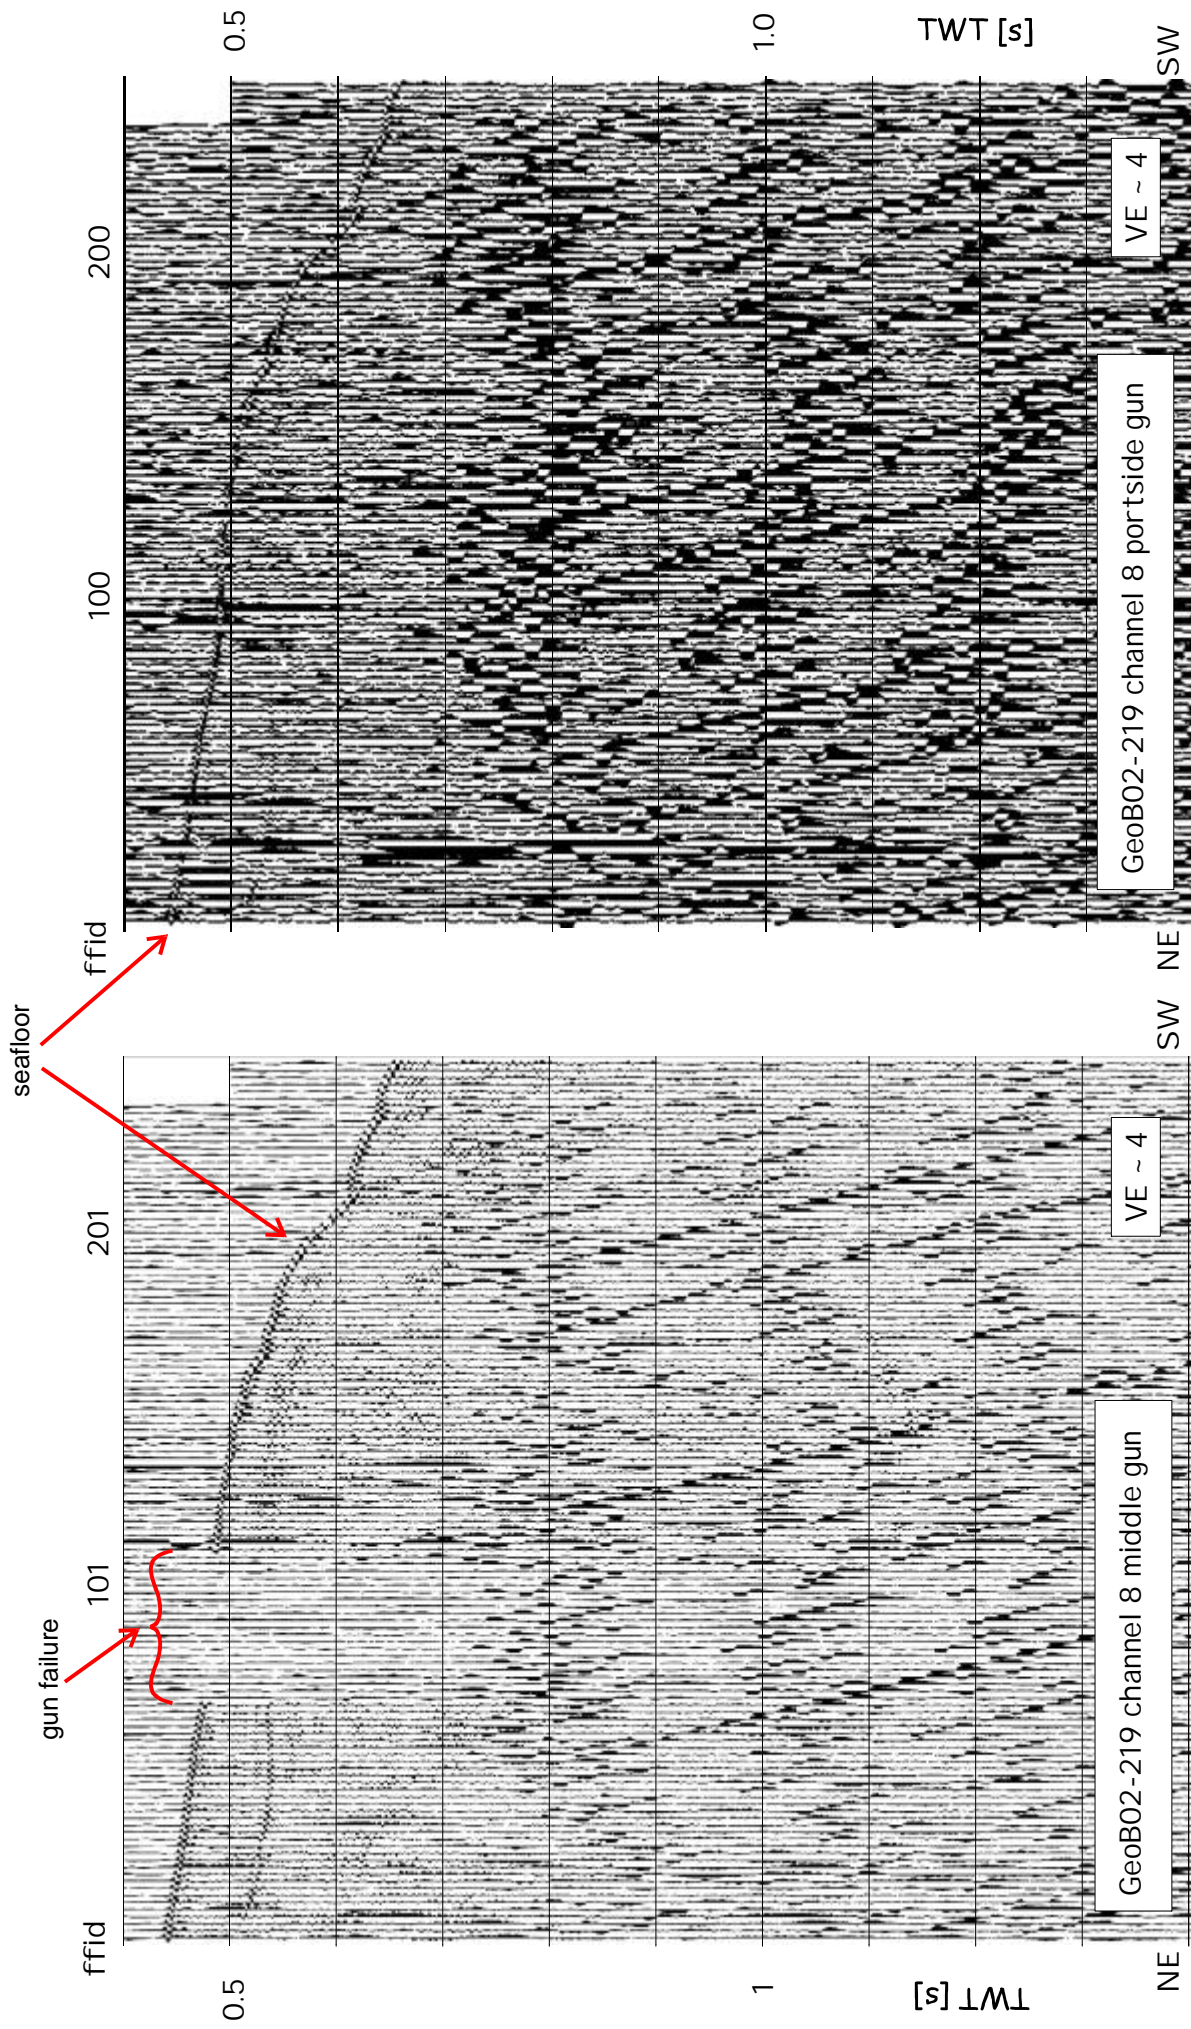 seafloor
gun failure
ffid 101 201
ffid 100 200
0.5
0.5
1
1.0
TWT [s]
TWT [s]
GeoB02-219 channel 8 middle gun
VE ~ 4
GeoB02-219 channel 8 portside gun
VE ~ 4
NE
SW
NE
SW